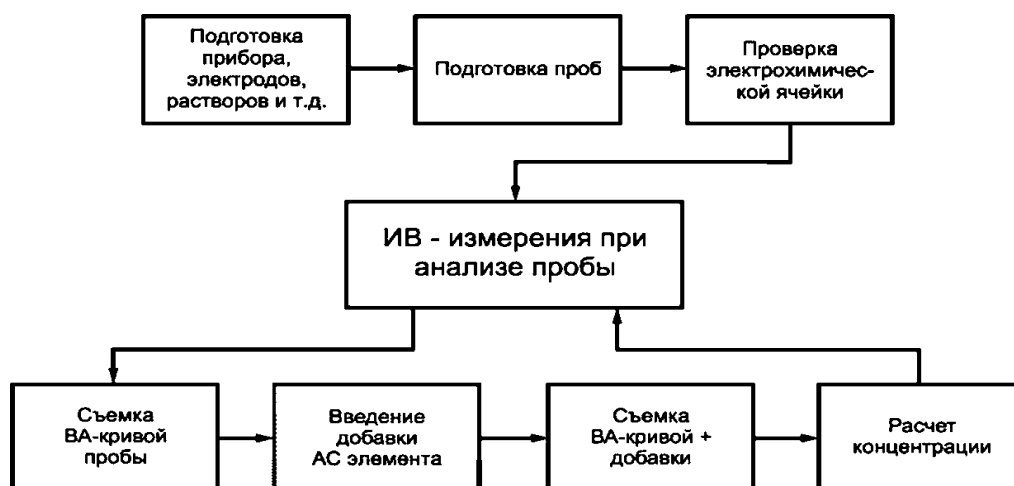 Подготовка
прибора,
электродов,
растворов и т.д.
Подготовка проб
Проверка
электрохимичес-
кой ячейки
ИВ - измерения при
анализе пробы
Съемка
ВА-кривой
пробы
Введение
добавки
АС элемента
Съемка
ВА-кривой +
добавки
Расчет
концентрации